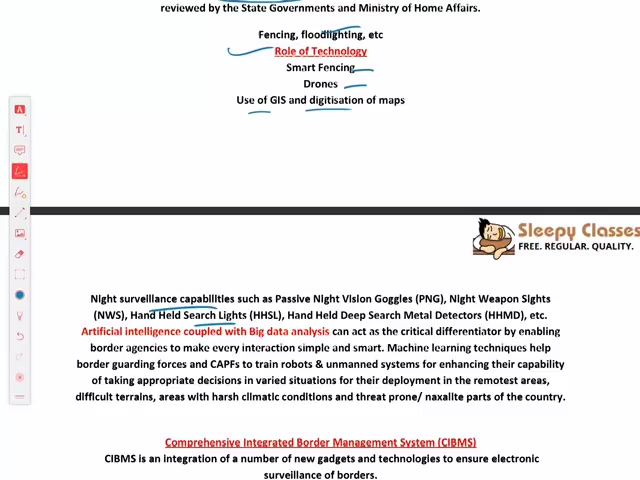 reviewed by the State Governments and Ministry of Home Affairs.
Fencing, floodlighting, etc
Role of Technology
Smart Fencing
Drones
Use of GIS and digitisation of maps
Sleepy Classes
FREE. REGULAR. QUALITY.
Night surveillance capabilities such as Passive Night Vision Goggles (PNG), Night Weapon Sights
(NWS), Hand Held Search Lights (HHSL), Hand Held Deep Search Metal Detectors (HHMD), etc.
Artificial intelligence coupled with Big data analysis can act as the critical differentiator by enabling
border agencies to make every interaction simple and smart. Machine learning techniques help
border guarding forces and CAPFs to train robots & unmanned systems for enhancing their capability
of taking appropriate decisions in varied situations for their deployment in the remotest areas,
difficult terrains, areas with harsh climatic conditions and threat prone/ naxalite parts of the country.
Comprehensive Integrated Border Management System (CIBMS)
CIBMS is an integration of a number of new gadgets and technologies to ensure electronic
surveillance of borders.